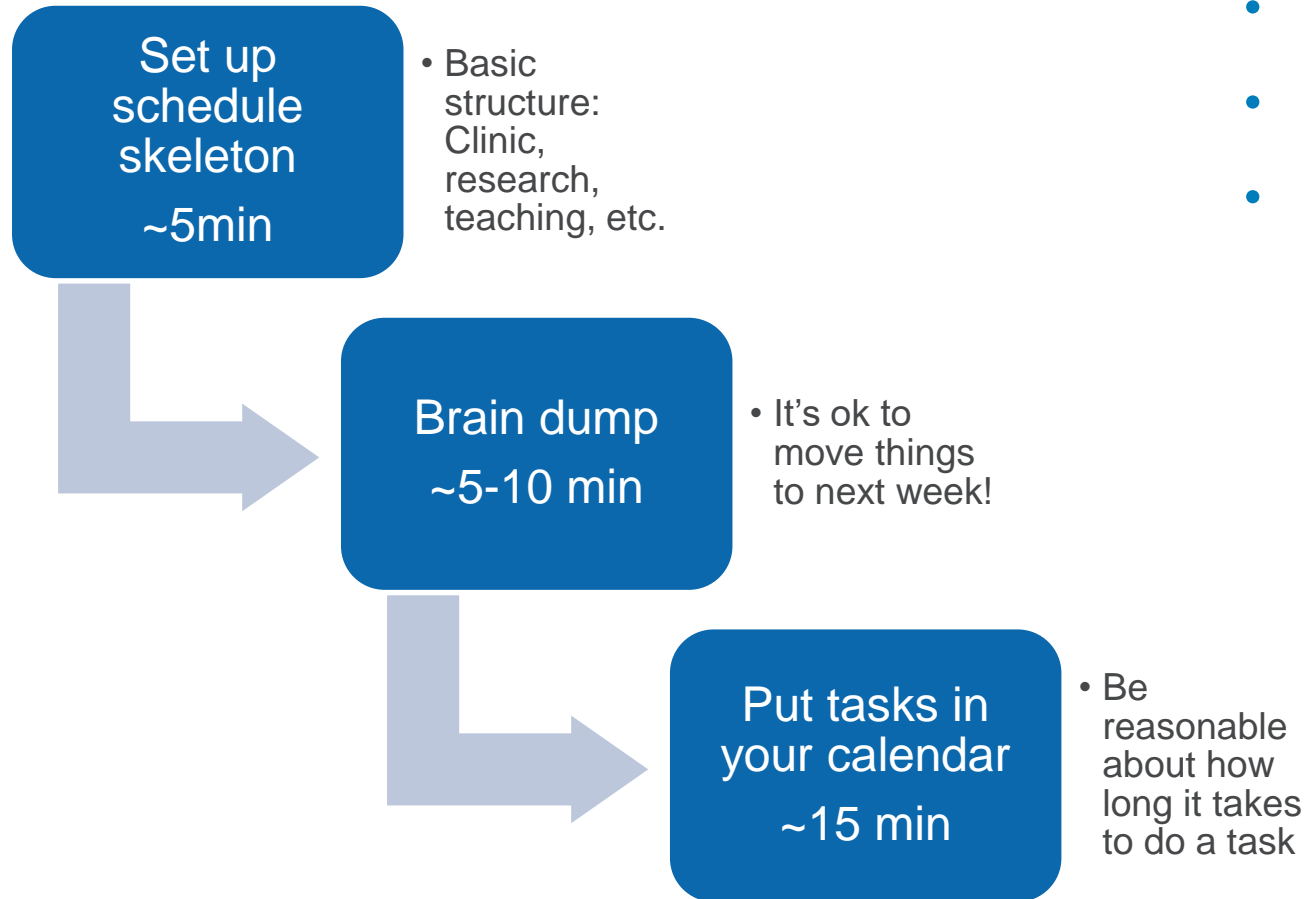 Set up
schedule
skeleton
~5min
• Basic
structure:
Clinic,
research,
teaching, etc.
Brain dump
~5-10 min
• It’s ok to
move things
to next week!
Put tasks in
your calendar
~15 min
• Be
reasonable
about how
long it takes
to do a task